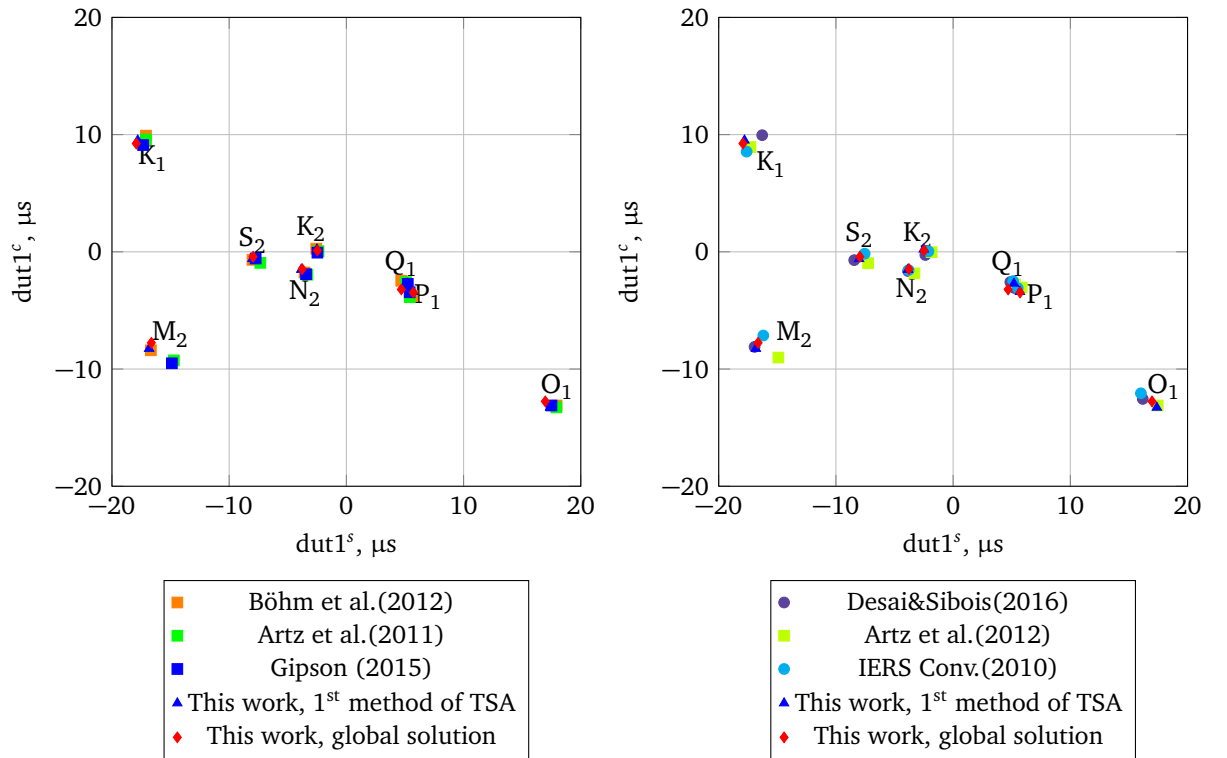 20
10
0
−10
−20
−20
−10
0
10
20
dut1ᶜ, μs
dut1ˢ, μs
K₁
S₂
K₂
N₂
Q₁
P₁
M₂
O₁
Böhm et al.(2012)
Artz et al.(2011)
Gipson (2015)
This work, 1ˢᵗ method of TSA
This work, global solution
20
10
0
−10
−20
−20
−10
0
10
20
dut1ᶜ, μs
dut1ˢ, μs
K₁
S₂
K₂
N₂
Q₁
P₁
M₂
O₁
Desai&Sibois(2016)
Artz et al.(2012)
IERS Conv.(2010)
This work, 1ˢᵗ method of TSA
This work, global solution